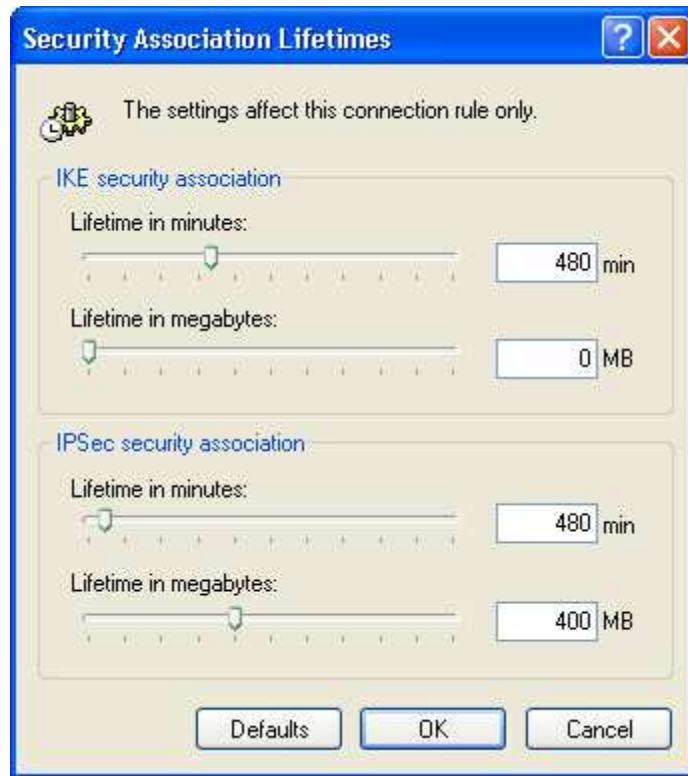 Security Association Lifetimes
?
The settings affect this connection rule only.
IKE security association
Lifetime in minutes:
480 min
Lifetime in megabytes:
0 MB
IPSec security association
Lifetime in minutes:
480 min
Lifetime in megabytes:
400 MB
Defaults OK Cancel